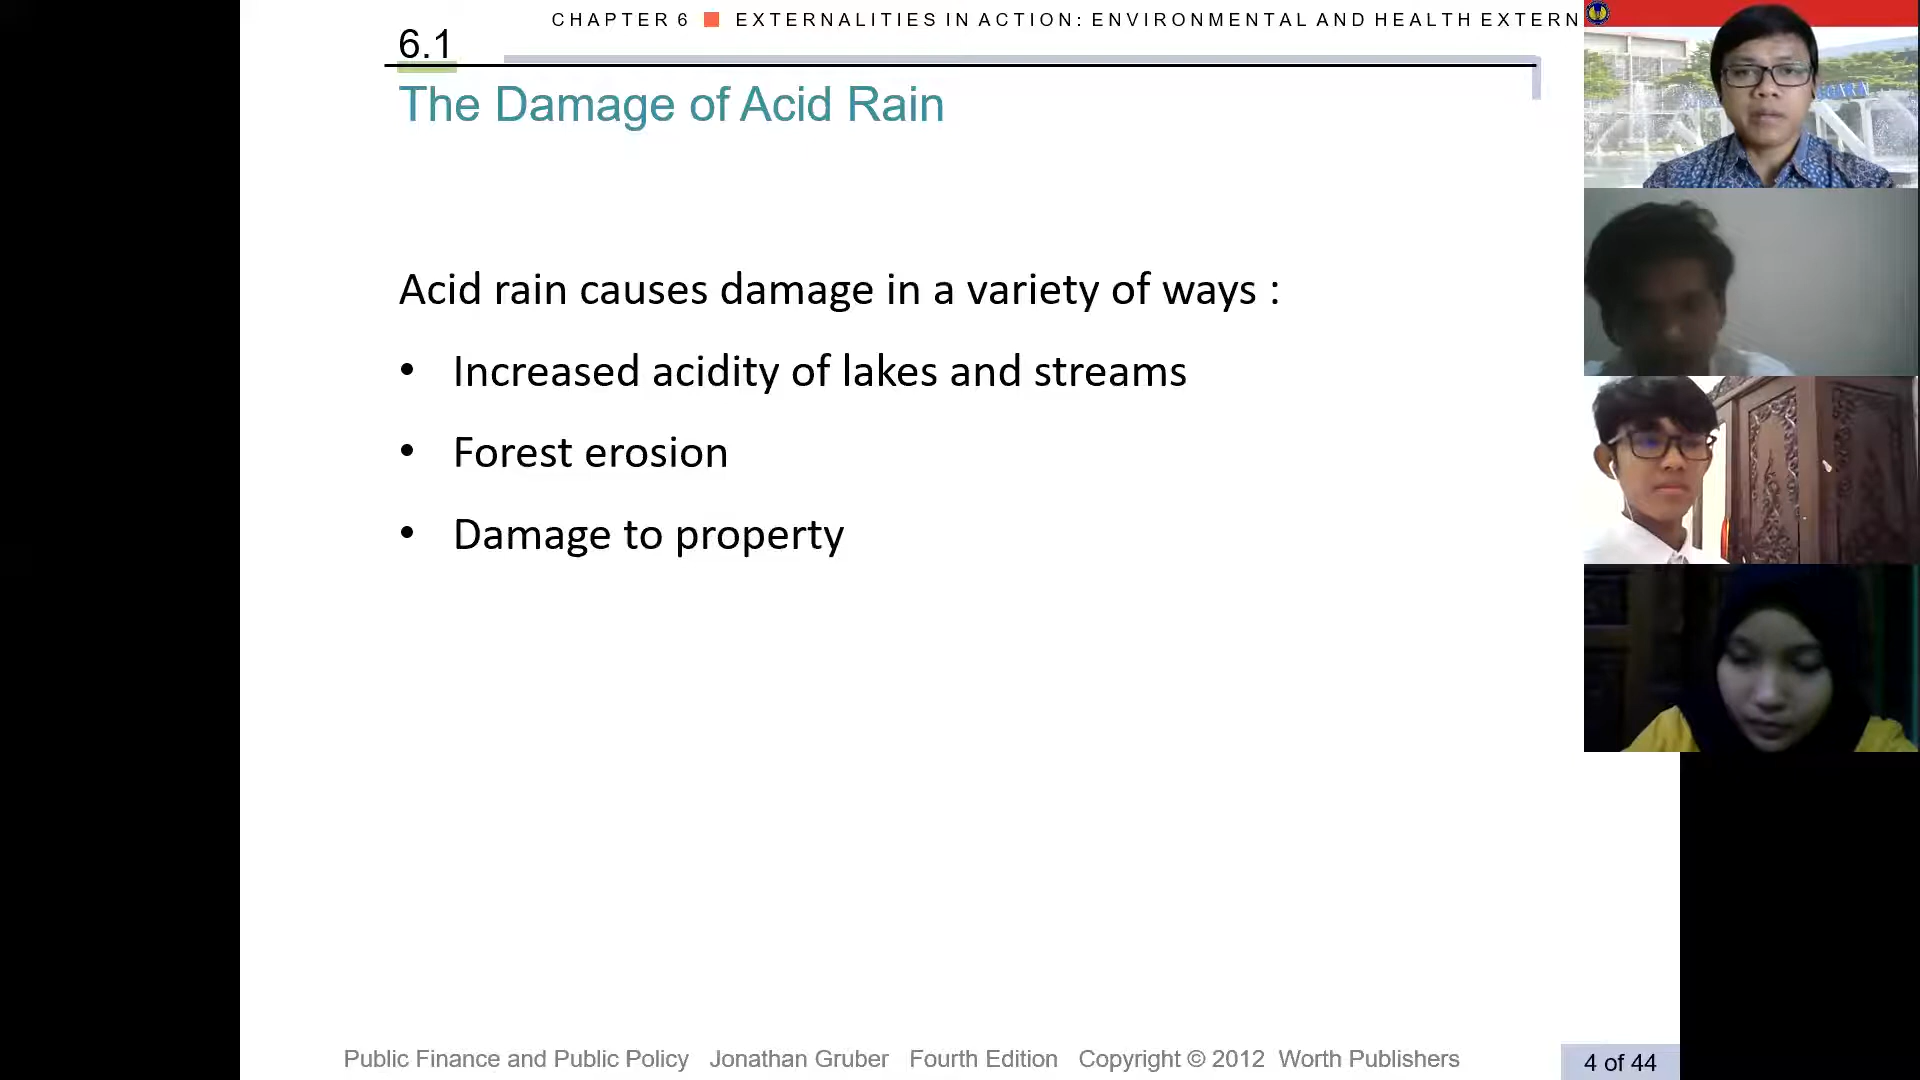 CHAPTER 6 ■ EXTERNALITIES IN ACTION: ENVIRONMENTAL AND HEALTH EXTERN
6.1
The Damage of Acid Rain
Acid rain causes damage in a variety of ways :
• Increased acidity of lakes and streams
• Forest erosion
• Damage to property
Public Finance and Public Policy Jonathan Gruber Fourth Edition Copyright © 2012 Worth Publishers
4 of 44